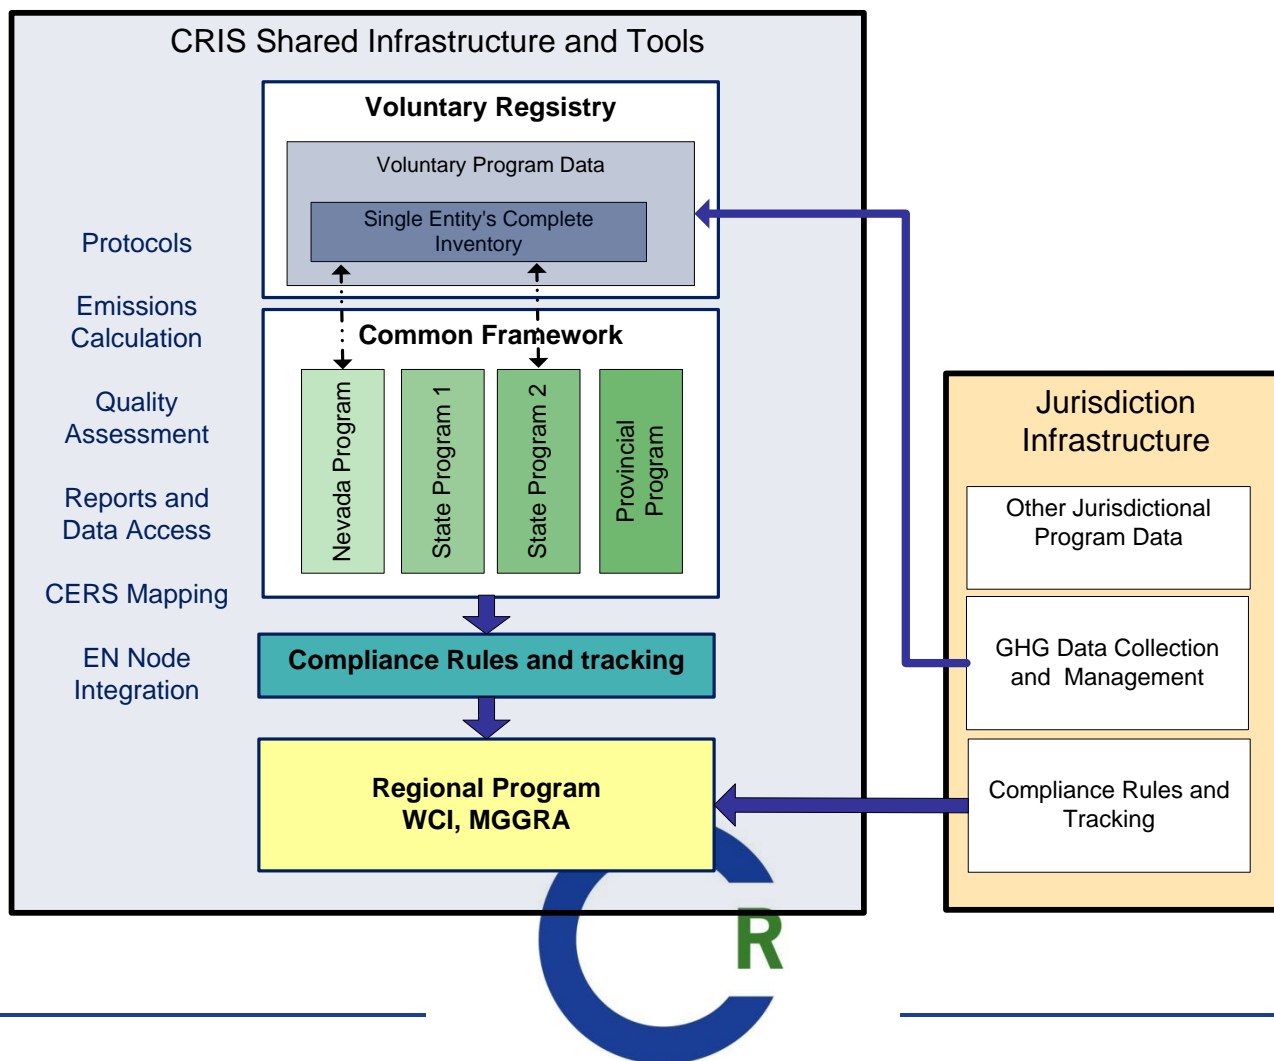 CRIS Shared Infrastructure and Tools
Voluntary Regsistry
Voluntary Program Data
Single Entity's Complete
Inventory
Protocols
Emissions
Calculation
Quality
Assessment
Reports and
Data Access
CERS Mapping
EN Node
Integration
Common Framework
Nevada Program
State Program 1
State Program 2
Provincial
Program
Compliance Rules and tracking
Regional Program
WCI, MGGRA
Jurisdiction
Infrastructure
Other Jurisdictional
Program Data
GHG Data Collection
and Management
Compliance Rules and
Tracking
C
R